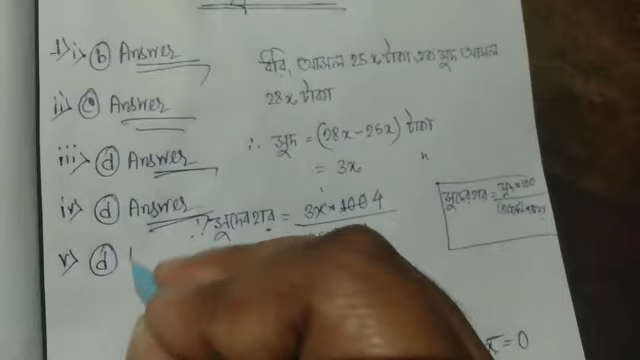 1) i) (b) Answer
ii) (c) Answer
iii) (d) Answer
iv) (d) Answer
v) (d)
ধরি, আসল 25x টাকা এবং সুদ আসল
28x টাকা
∴ সুদ = (28x - 25x) টাকা
= 3x "
∴ সুদের হার = 3x × 100 4
সুদের হার = সুদ × 100
= 0